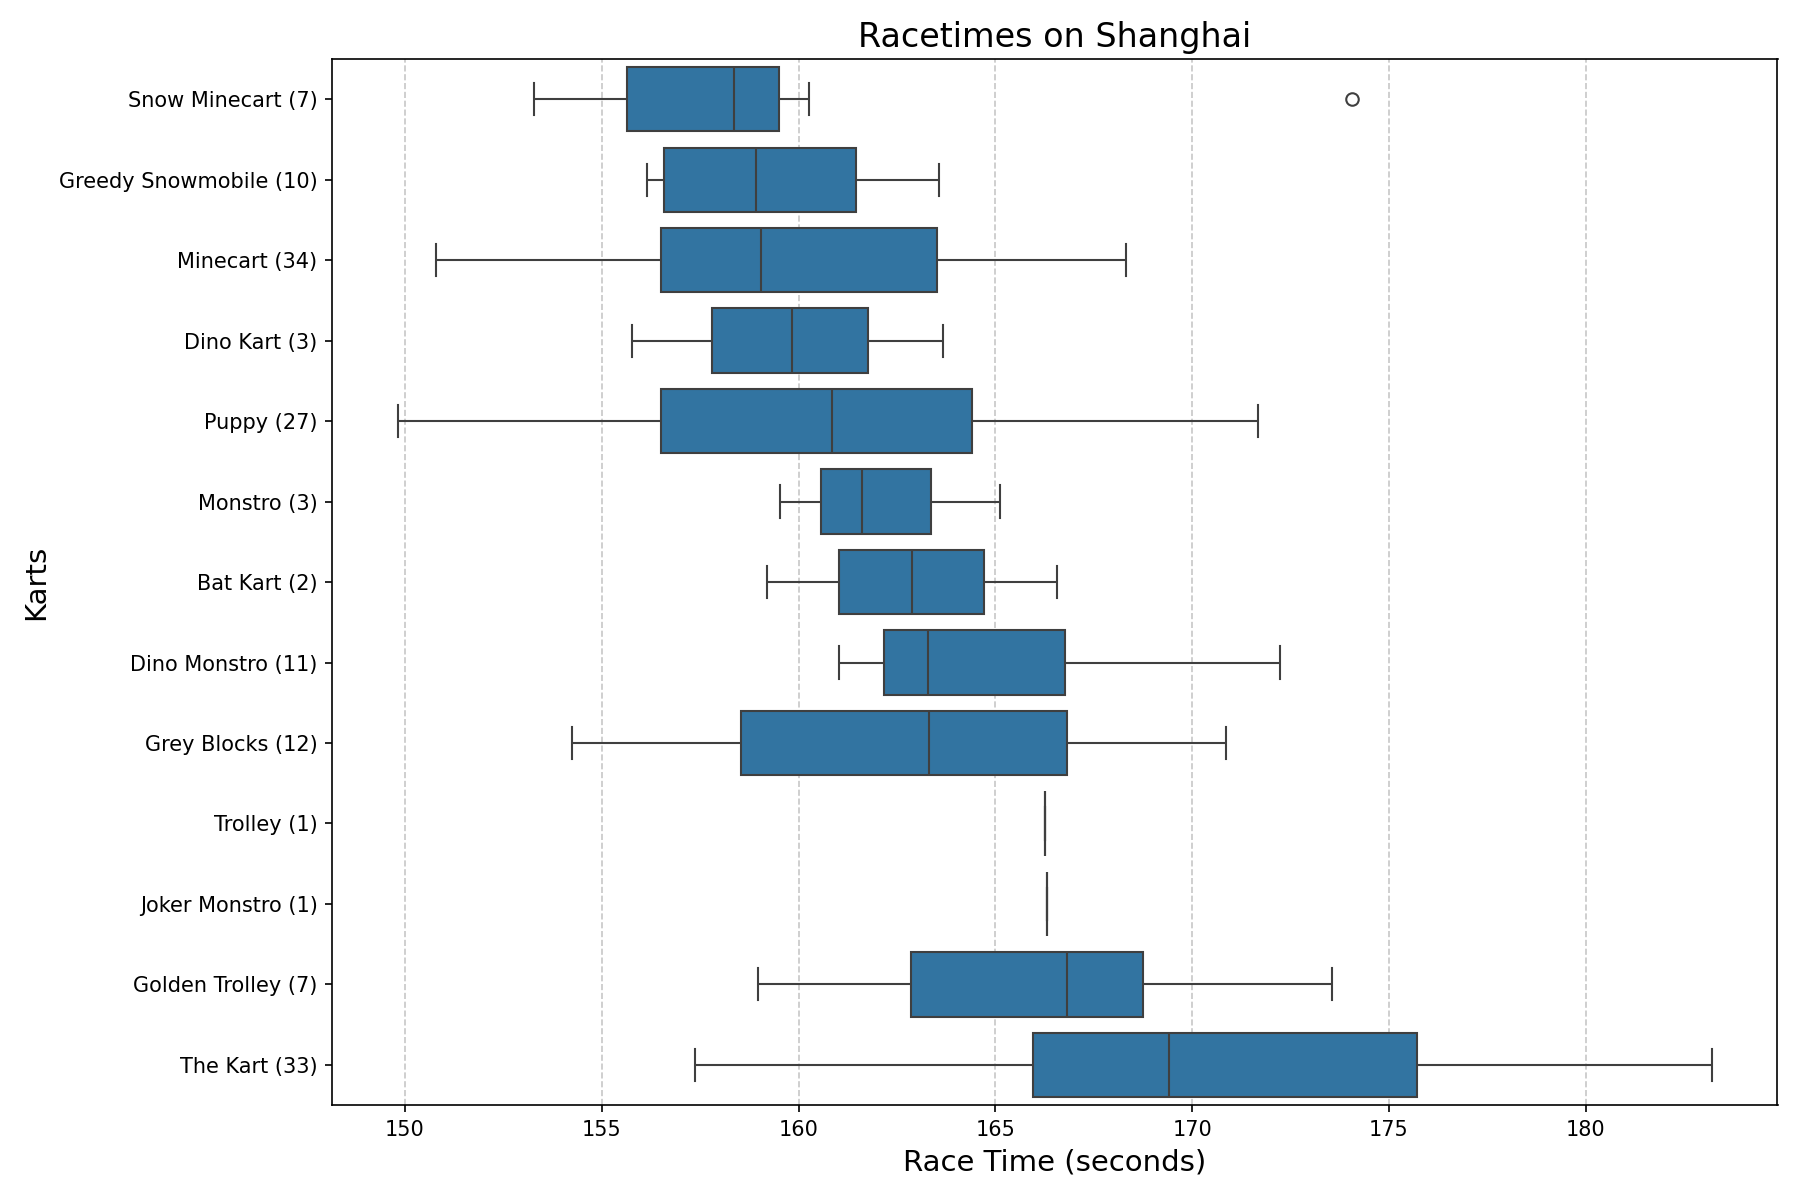 Racetimes on Shanghai
Karts
Snow Minecart (7)
Greedy Snowmobile (10)
Minecart (34)
Dino Kart (3)
Puppy (27)
Monstro (3)
Bat Kart (2)
Dino Monstro (11)
Grey Blocks (12)
Trolley (1)
Joker Monstro (1)
Golden Trolley (7)
The Kart (33)
150 155 160 165 170 175 180
Race Time (seconds)